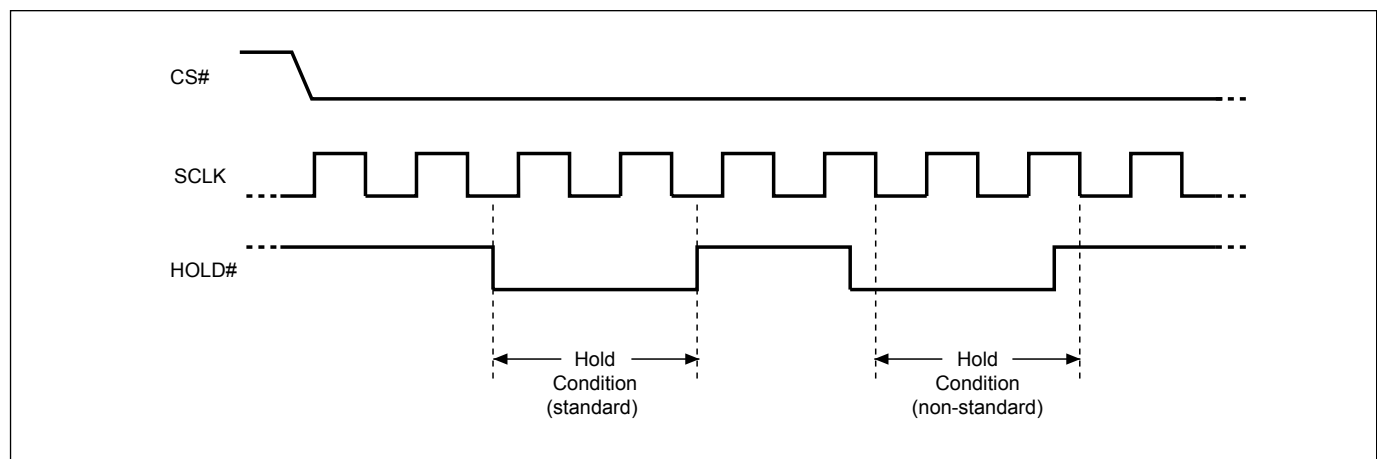 CS#
SCLK
HOLD#
Hold
Condition
(standard)
Hold
Condition
(non-standard)